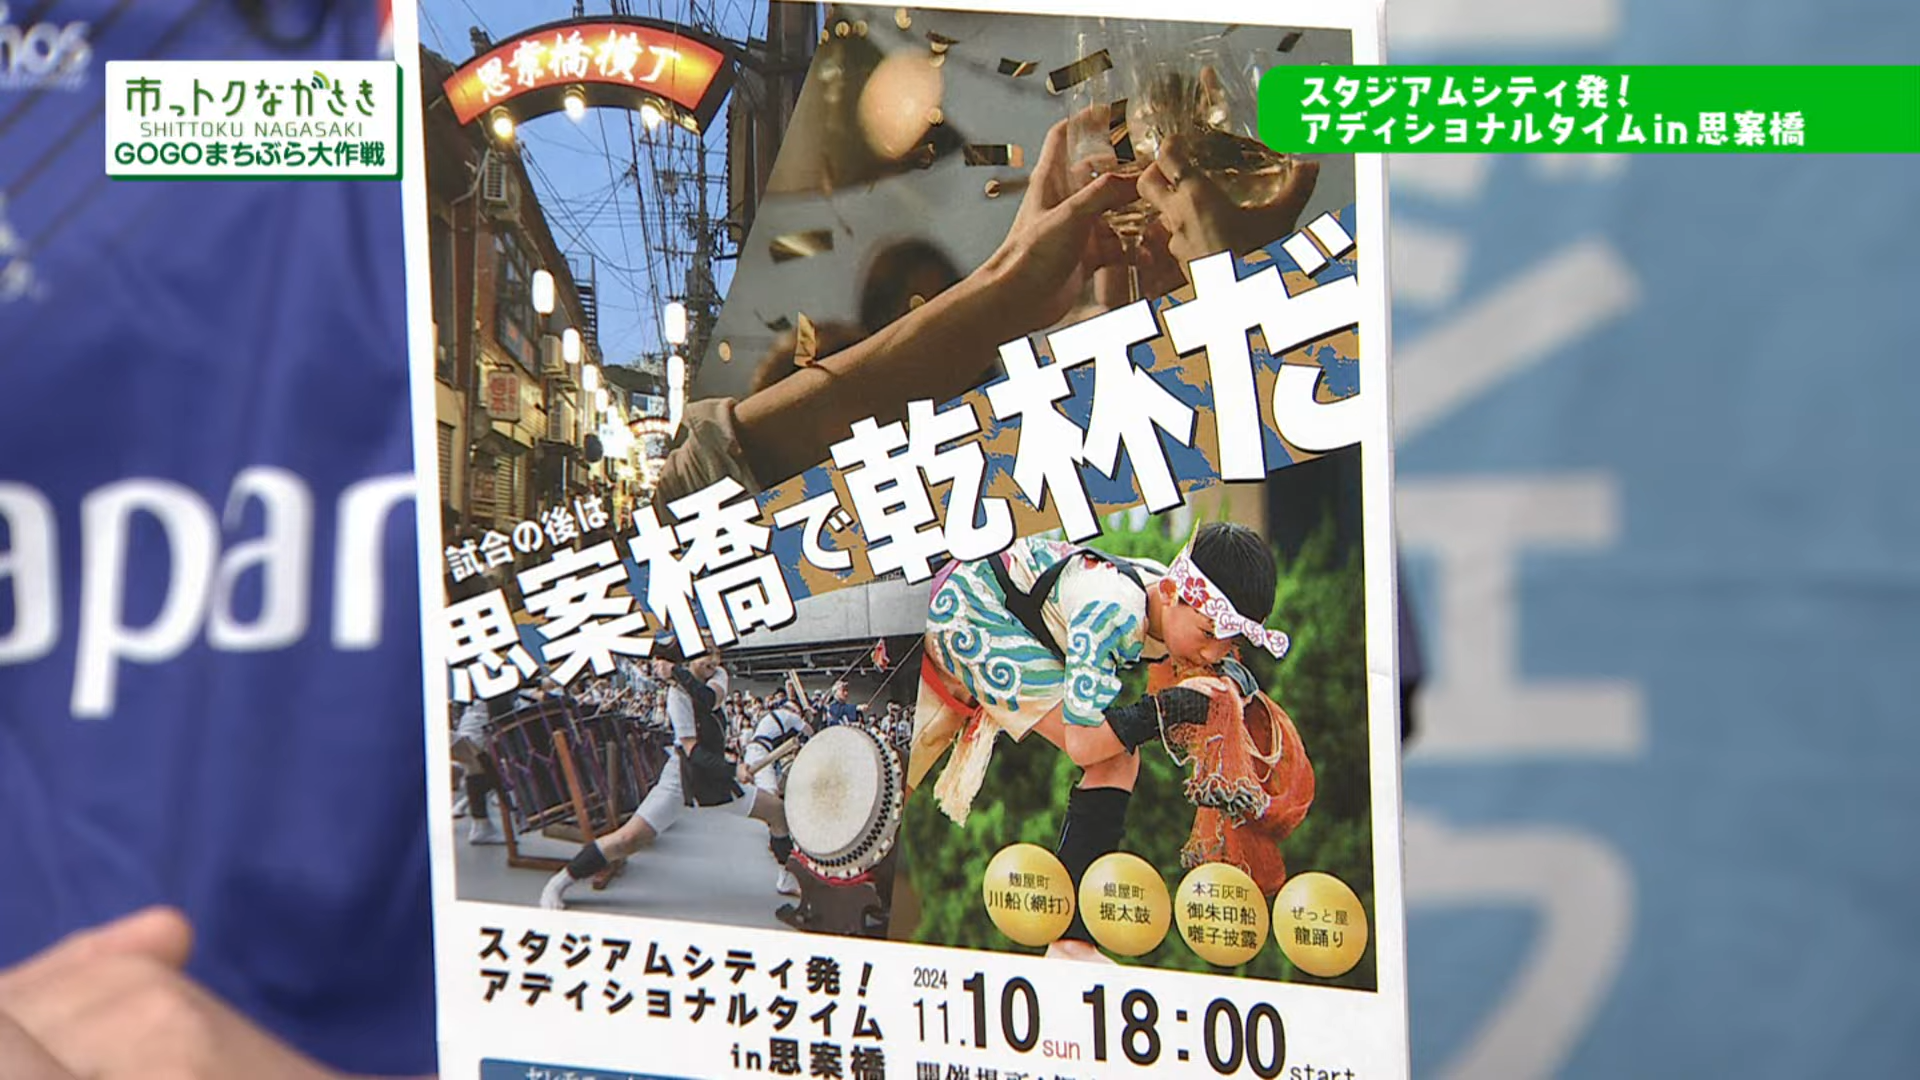 市っトクながさき
SHITTOKU NAGASAKI
GOGOまちぶら大作戦
スタジアムシティ発！
アディショナルタイムin思案橋
思案橋横丁
試合の後は
思案橋で乾杯だ
apan
麹屋町
川船（網打）
銀屋町
据太鼓
本石灰町
御朱印船
囃子披露
ぜっと屋
龍踊り
スタジアムシティ発！
アディショナルタイム
in思案橋
2024
11.10 sun 18:00 start